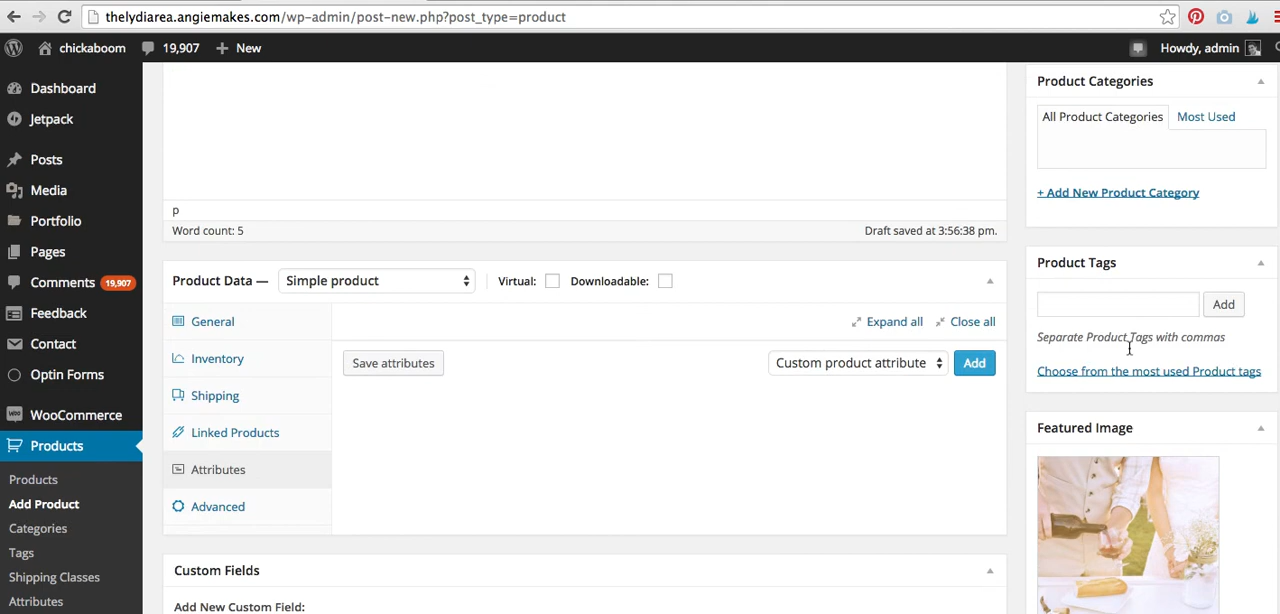 thelydiarea.angiemakes.com/wp-admin/post-new.php?post_type=product
chickaboom 19,907 + New Howdy, admin
Dashboard
Jetpack
Posts
Media
Portfolio
Pages
Comments 19,907
Feedback
Contact
Optin Forms
WooCommerce
Products
Products
Add Product
Categories
Tags
Shipping Classes
Attributes
p
Word count: 5 Draft saved at 3:56:38 pm.
Product Data — Simple product Virtual: Downloadable:
General
Inventory
Shipping
Linked Products
Attributes
Advanced
Expand all Close all
Save attributes Custom product attribute Add
Custom Fields
Add New Custom Field:
Product Categories
All Product Categories Most Used
+ Add New Product Category
Product Tags
Add
Separate Product Tags with commas
Choose from the most used Product tags
Featured Image